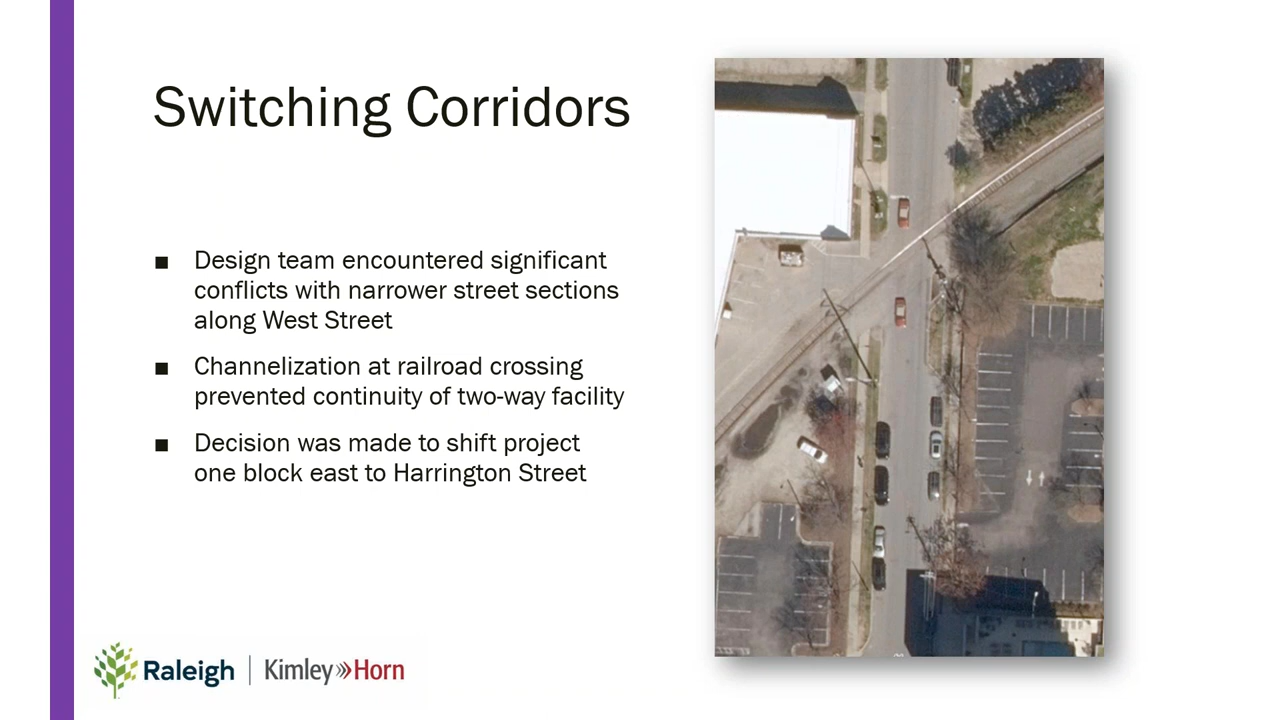 Switching Corridors
■ Design team encountered significant
conflicts with narrower street sections
along West Street
■ Channelization at railroad crossing
prevented continuity of two-way facility
■ Decision was made to shift project
one block east to Harrington Street
Raleigh | Kimley»Horn